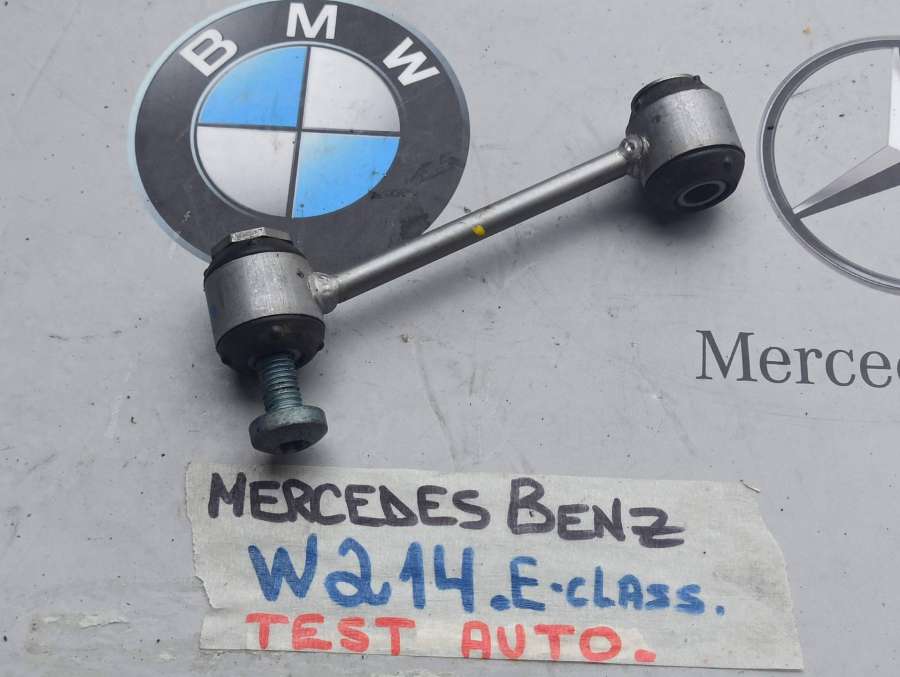 BMW
Merce
MERCEDES BENZ
W214.E-CLASS.
TEST AUTO.